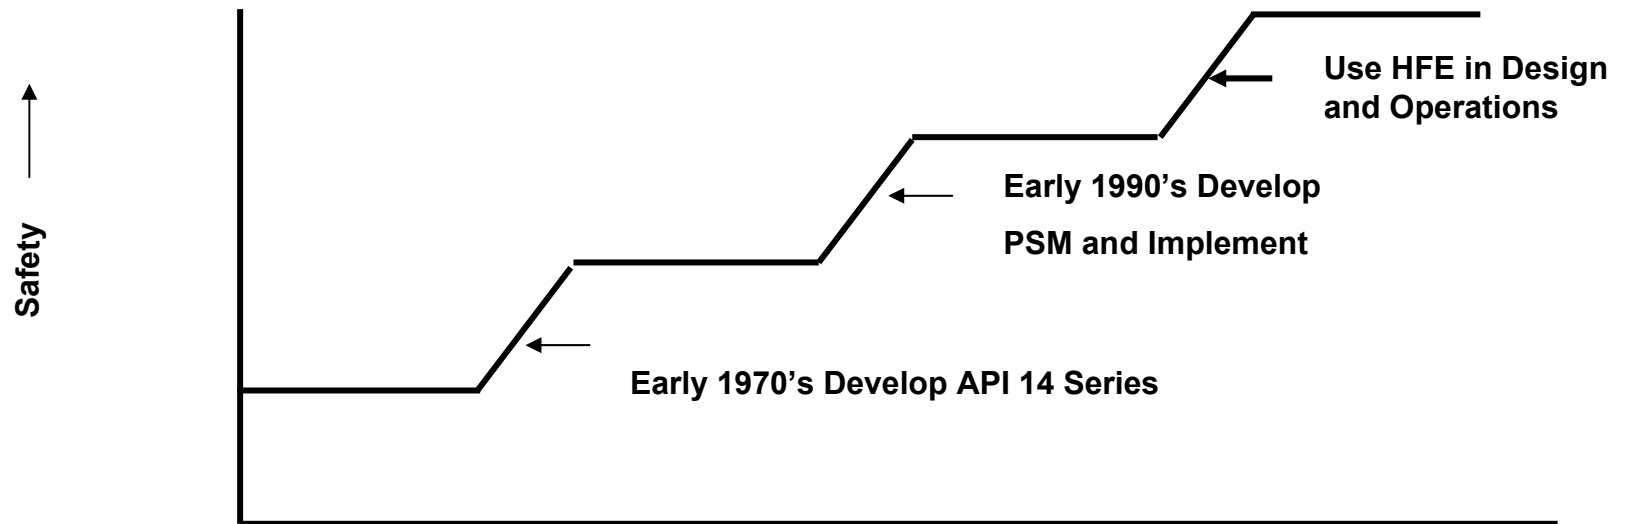 Use HFE in Design
and Operations
Early 1990’s Develop
PSM and Implement
Safety
Early 1970’s Develop API 14 Series